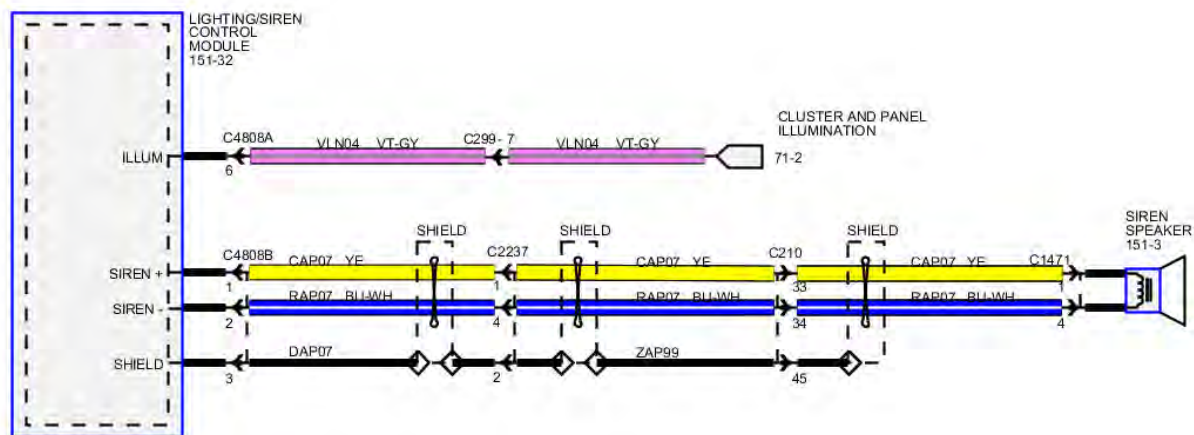 LIGHTING/SIREN
CONTROL
MODULE
151-32
CLUSTER AND PANEL
ILLUMINATION
71-2
ILLUM
C4808A
6
VLN04 VT-GY
C299- 7
VLN04 VT-GY
SHIELD
SHIELD
SHIELD
SIREN
SPEAKER
151-3
SIREN +
C4808B
1
CAP07 YE
C2237
1
CAP07 YE
C210
33
CAP07 YE
C1471
1
SIREN -
2
RAP07 BU-WH
4
RAP07 BU-WH
34
RAP07 BU-WH
4
SHIELD
3
DAP07
2
ZAP99
45